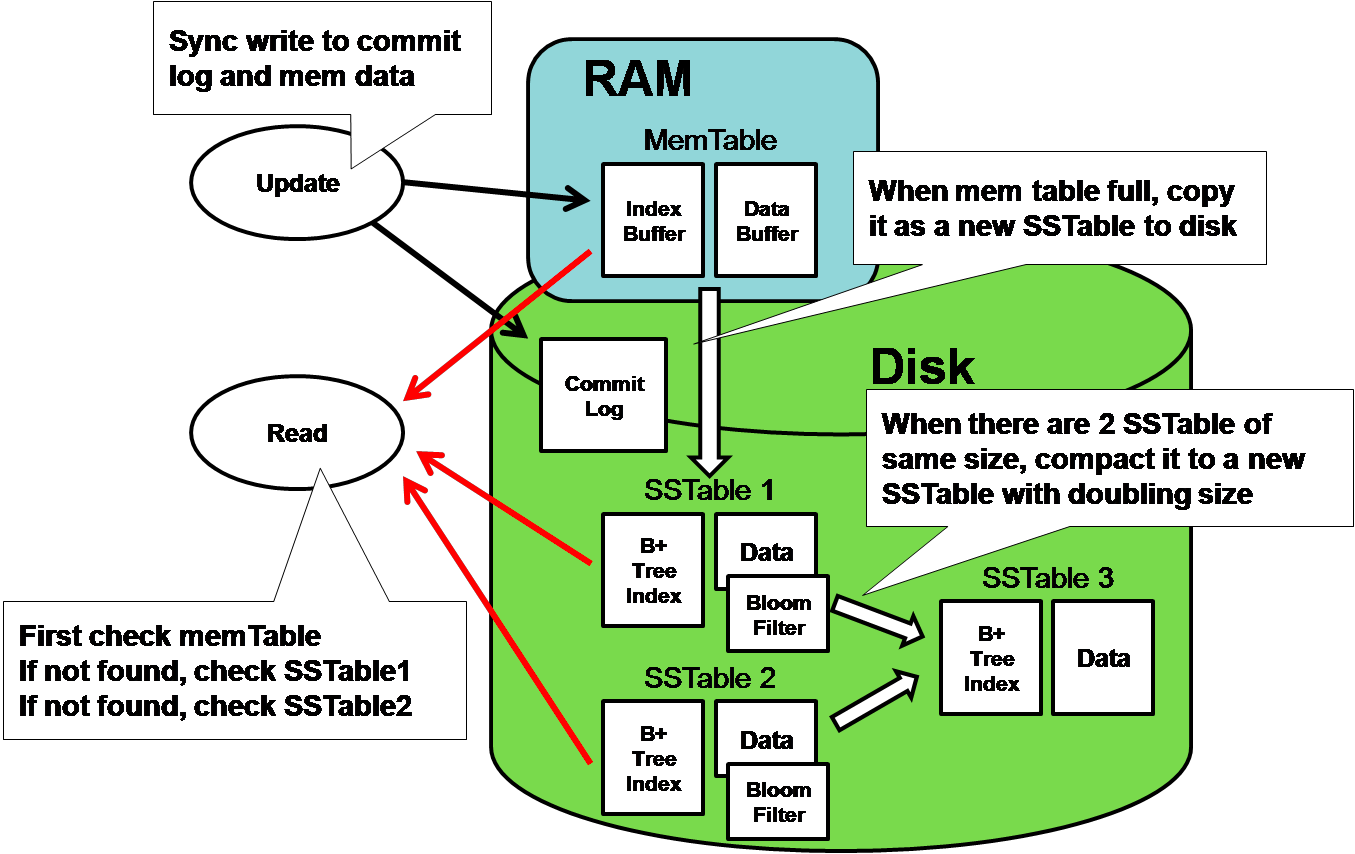 Sync write to commit
log and mem data
RAM
MemTable
Update
Index
Buffer
Data
Buffer
When mem table full, copy
it as a new SSTable to disk
Disk
Commit
Log
Read
When there are 2 SSTable of
same size, compact it to a new
SSTable with doubling size
SSTable 1
B+
Tree
Index
Data
Bloom
Filter
SSTable 3
B+
Tree
Index
Data
First check memTable
If not found, check SSTable1
If not found, check SSTable2
SSTable 2
B+
Tree
Index
Data
Bloom
Filter